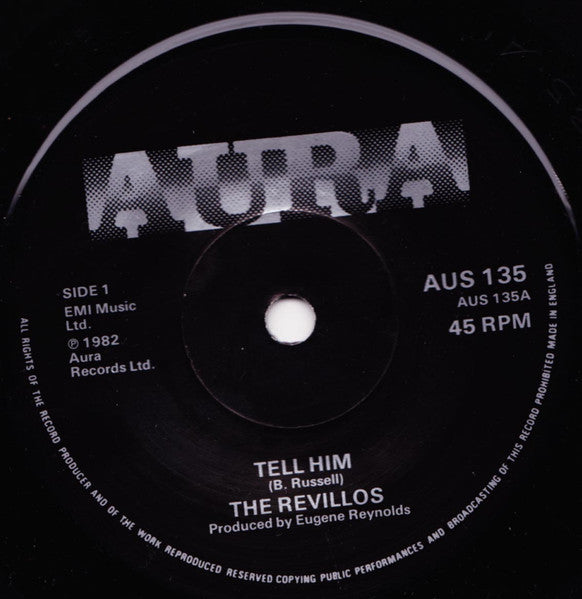 AURA
SIDE 1
EMI Music
Ltd.
℗ 1982
Aura
Records Ltd.
AUS 135
AUS 135A
45 RPM
TELL HIM
(B. Russell)
THE REVILLOS
Produced by Eugene Reynolds
ALL RIGHTS OF THE RECORD PRODUCER AND OF THE WORK REPRODUCED RESERVED COPYING PUBLIC PERFORMANCES AND BROADCASTING OF THIS RECORD PROHIBITED MADE IN ENGLAND